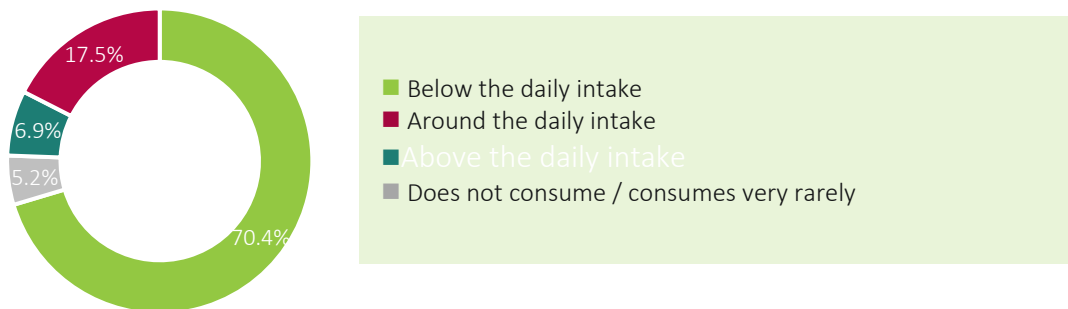 17.5%
6.9%
5.2%
70.4%
Below the daily intake
Around the daily intake
Above the daily intake
Does not consume / consumes very rarely